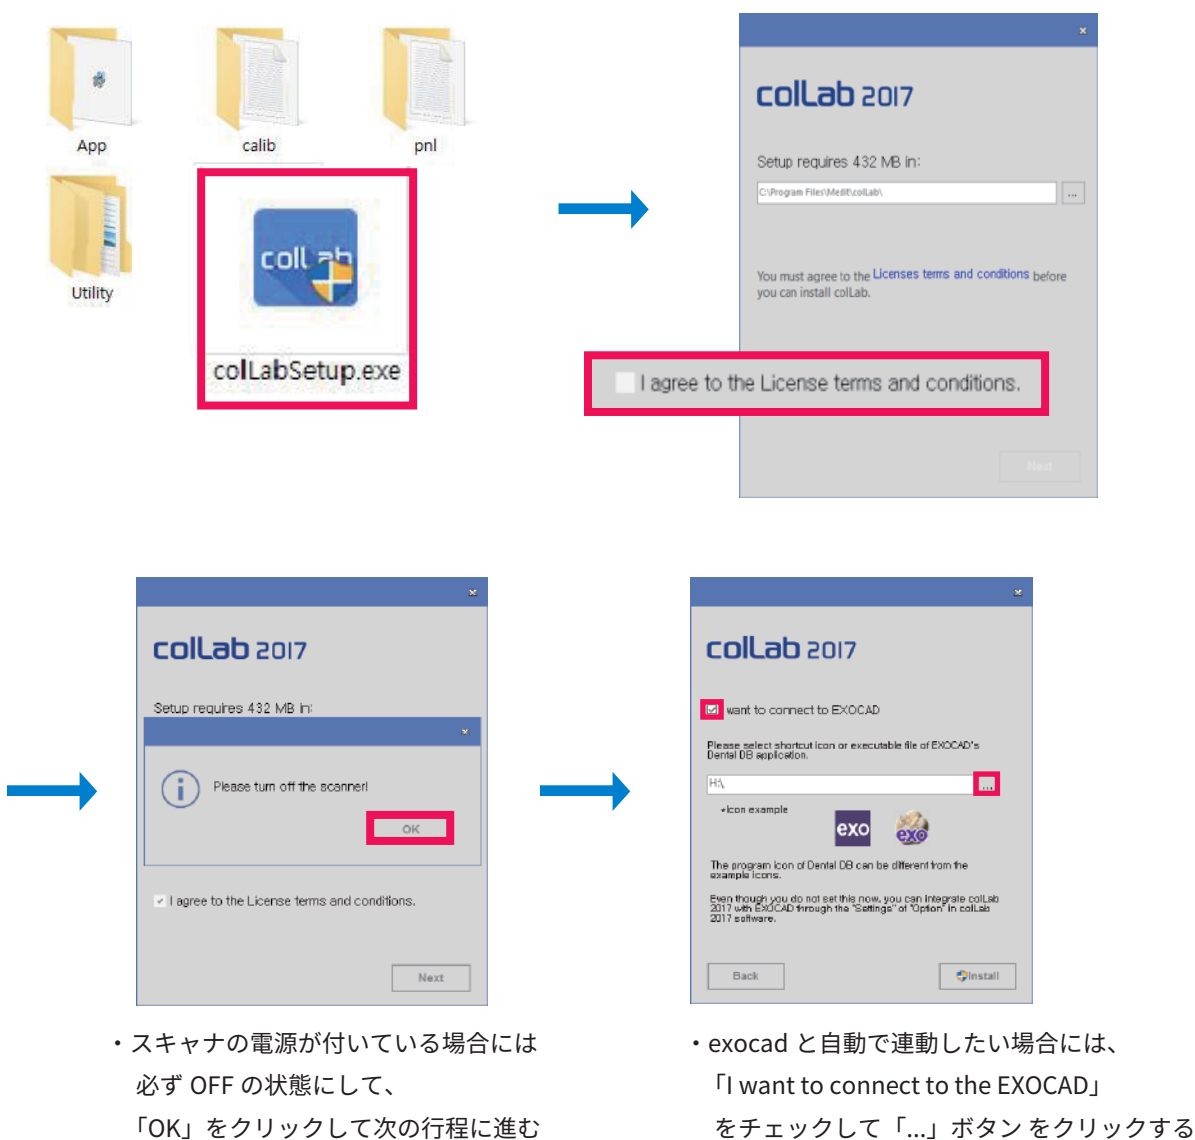 App
calib
pnl
Utility
collab
colLabSetup.exe
colLab 2017
Setup requires 432 MB in:
C:\Program Files\Medit\colLab\
...
You must agree to the Licenses terms and conditions before
you can install colLab.
I agree to the License terms and conditions.
Next
colLab 2017
Setup requires 432 MB in:
Please turn off the scanner!
OK
I agree to the License terms and conditions.
Next
colLab 2017
want to connect to EXOCAD
Please select shortcut icon or executable file of EXOCAD's
Dental DB application.
H:\
...
*Icon example
exo
exo
The program icon of Dental DB can be different from the
example icons.
Even though you do not set this now, you can integrate colLab
2017 with EXOCAD through the "Settings" of "Option" in colLab
2017 software.
Back
Install
・スキャナの電源が付いている場合には
必ず OFF の状態にして、
「OK」をクリックして次の行程に進む
・exocad と自動で連動したい場合には、
「I want to connect to the EXOCAD」
をチェックして「...」ボタン をクリックする